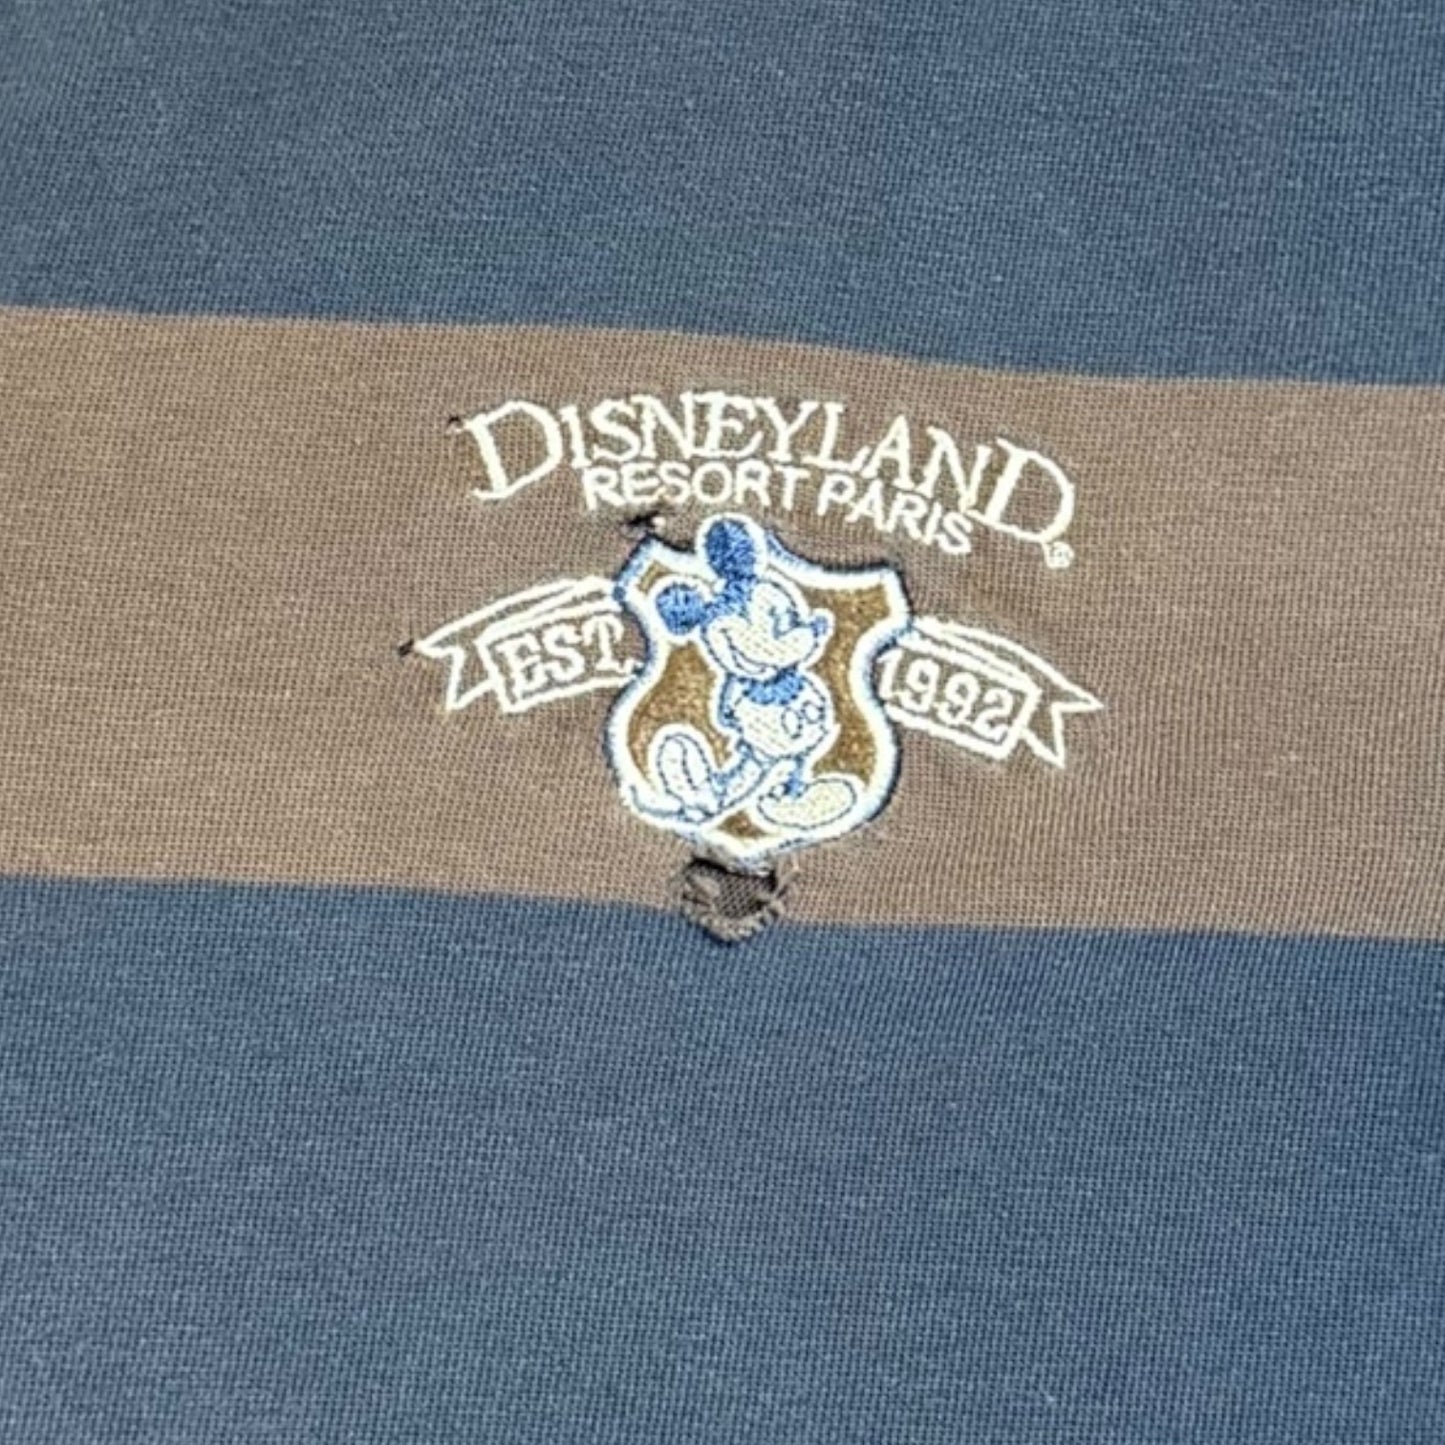 DISNEYLAND®
RESORT PARIS
EST. 1992